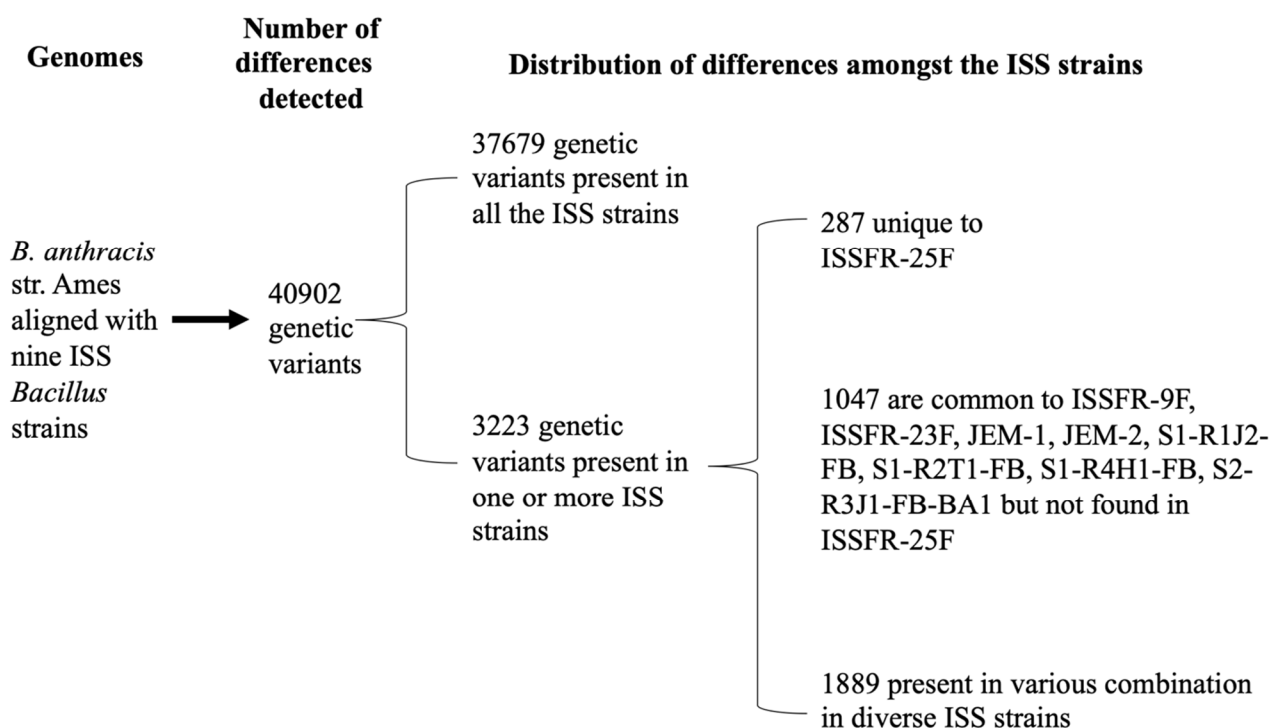 Genomes
Number of
differences
detected
Distribution of differences amongst the ISS strains
B. anthracis
str. Ames
aligned with
nine ISS
Bacillus
strains
40902
genetic
variants
37679 genetic
variants present in
all the ISS strains
3223 genetic
variants present in
one or more ISS
strains
287 unique to
ISSFR-25F
1047 are common to ISSFR-9F,
ISSFR-23F, JEM-1, JEM-2, S1-R1J2-
FB, S1-R2T1-FB, S1-R4H1-FB, S2-
R3J1-FB-BA1 but not found in
ISSFR-25F
1889 present in various combination
in diverse ISS strains